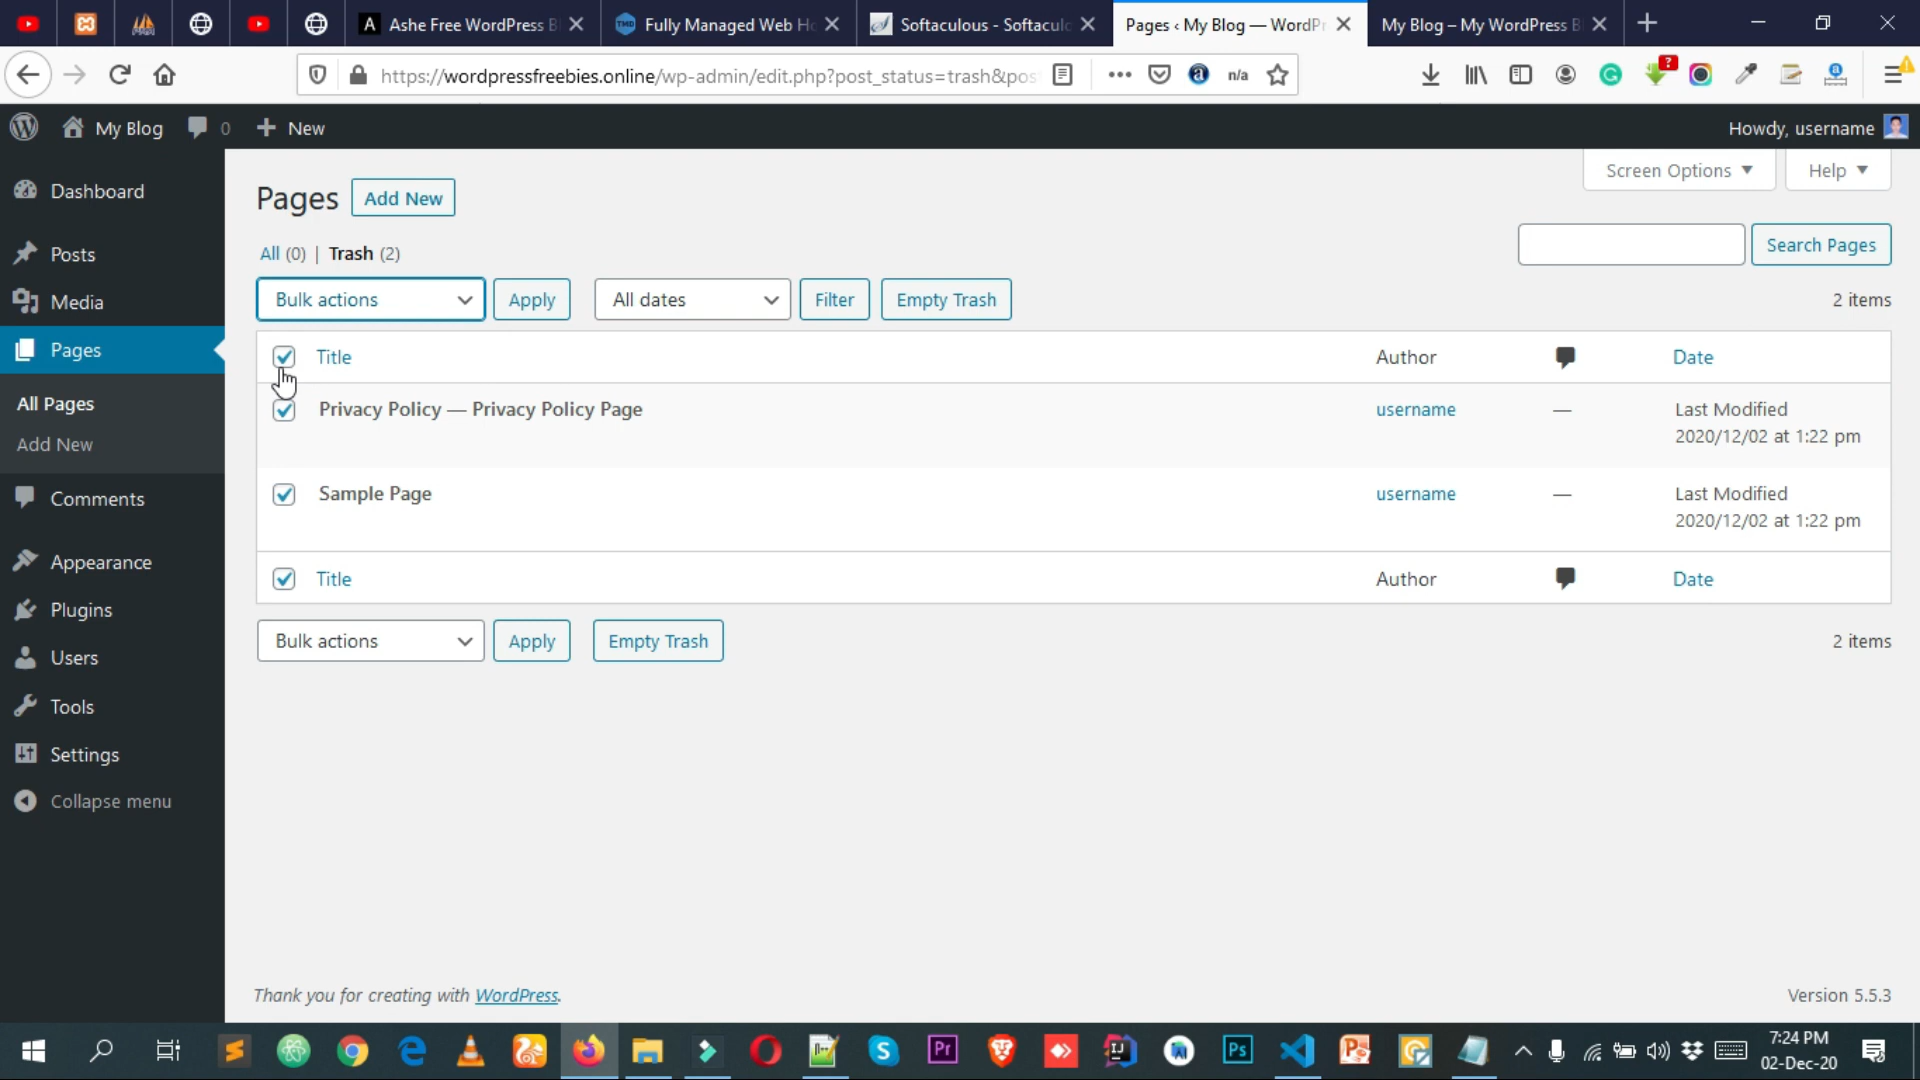 Ashe Free WordPress B
Fully Managed Web Ho
Softaculous - Softaculo
Pages ‹ My Blog — WordPr
My Blog – My WordPress B
https://wordpressfreebies.online/wp-admin/edit.php?post_status=trash&pos
n/a
My Blog
0
New
Howdy, username
Dashboard
Posts
Media
Pages
All Pages
Add New
Comments
Appearance
Plugins
Users
Tools
Settings
Collapse menu
Screen Options
Help
Pages
Add New
All (0) | Trash (2)
Search Pages
Bulk actions
Apply
All dates
Filter
Empty Trash
2 items
Title
Author
Date
Privacy Policy — Privacy Policy Page
username
—
Last Modified
2020/12/02 at 1:22 pm
Sample Page
username
—
Last Modified
2020/12/02 at 1:22 pm
Title
Author
Date
Bulk actions
Apply
Empty Trash
2 items
Thank you for creating with WordPress.
Version 5.5.3
7:24 PM
02-Dec-20